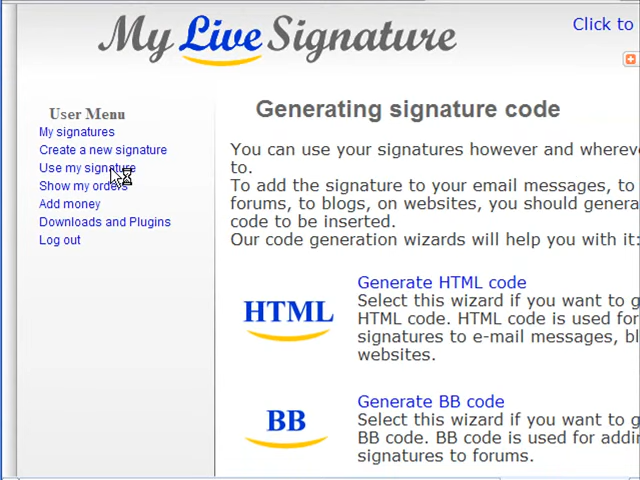 My Live Signature
Click to
User Menu
My signatures
Create a new signature
Use my signature
Show my orders
Add money
Downloads and Plugins
Log out
Generating signature code
You can use your signatures however and whereve
to.
To add the signature to your email messages, to
forums, to blogs, on websites, you should genera
code to be inserted.
Our code generation wizards will help you with it:
HTML
Generate HTML code
Select this wizard if you want to g
HTML code. HTML code is used for
signatures to e-mail messages, bl
websites.
BB
Generate BB code
Select this wizard if you want to g
BB code. BB code is used for addin
signatures to forums.